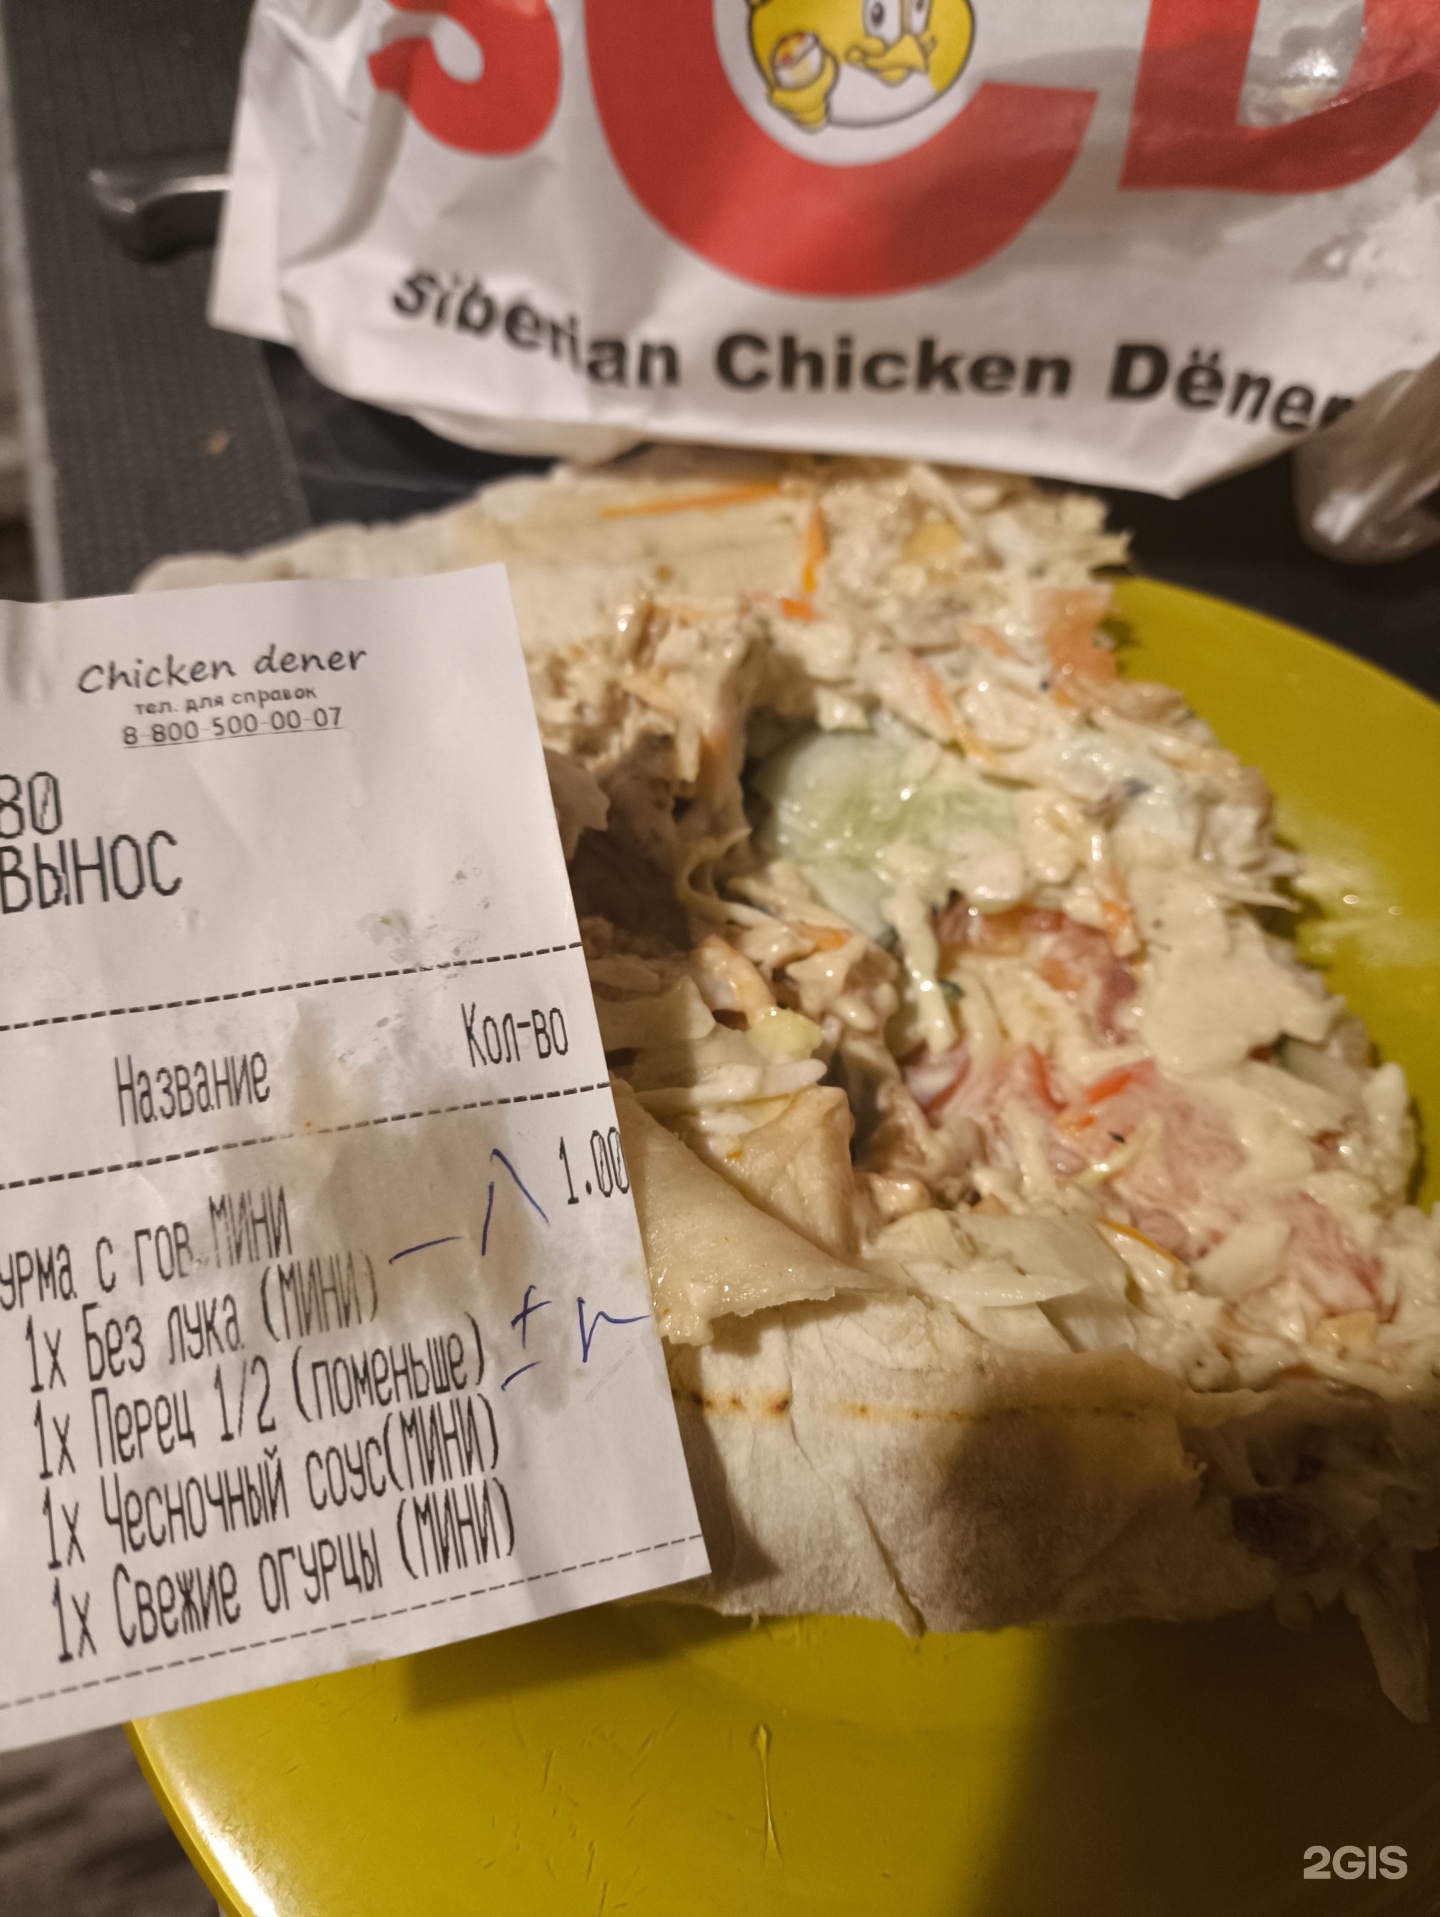 SCD
siberian Chicken Dëner
Chicken dener
тел. для справок
8-800-500-00-07
80
ВЫНОС
Название
Кол-во
урма с гов МИНИ
1.00
1x Без лука (МИНИ)
1x Перец 1/2 (поменьше)
1x Чесночный соус(МИНИ)
1x Свежие огурцы (МИНИ)
2GIS